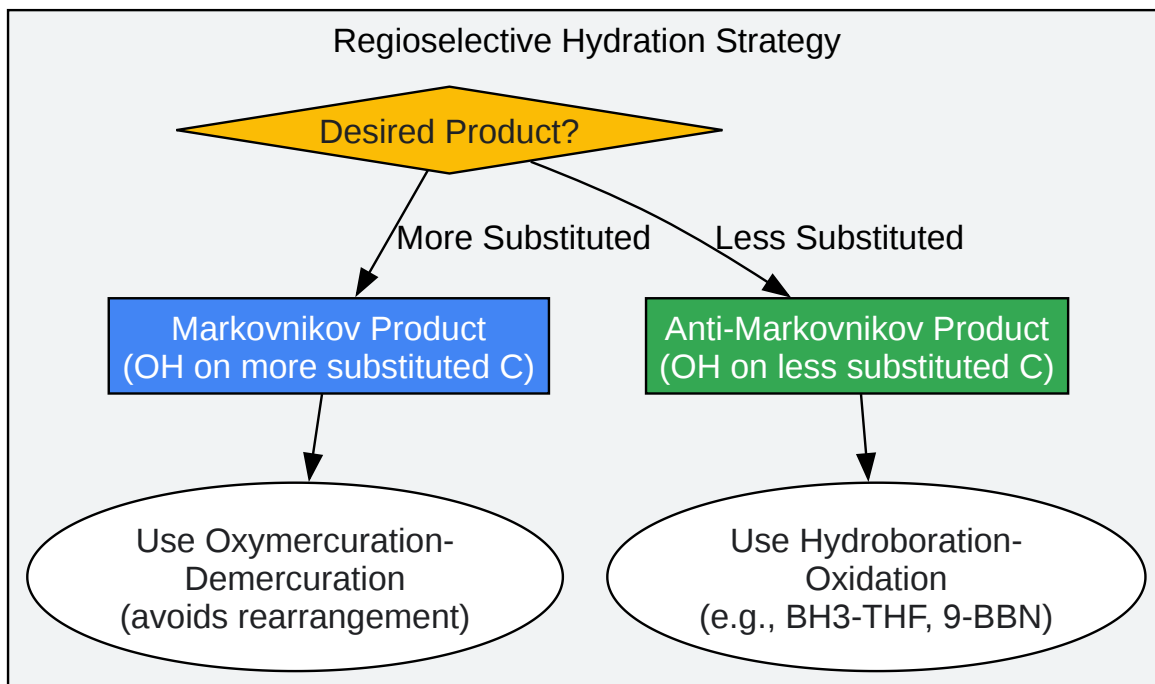 Regioselective Hydration Strategy
Desired Product?
More Substituted
Less Substituted
Markovnikov Product
(OH on more substituted C)
Anti-Markovnikov Product
(OH on less substituted C)
Use Oxymercuration-
Demercuration
(avoids rearrangement)
Use Hydroboration-
Oxidation
(e.g., BH3-THF, 9-BBN)